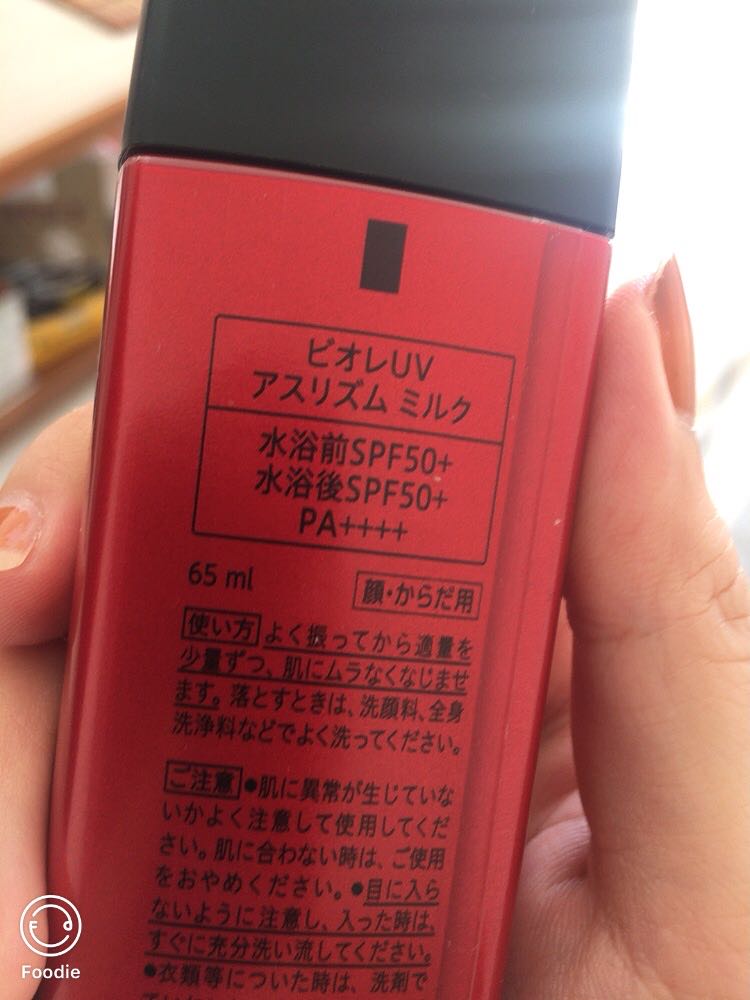 ビオレUV
アスリズム ミルク
水浴前SPF50+
水浴後SPF50+
PA++++
65 ml
顔・からだ用
使い方 よく振ってから適量を
少量ずつ、肌にムラなくなじませ
ます。落とすときは、洗顔料、全身
洗浄料などでよく洗ってください。
ご注意 ●肌に異常が生じていな
いかよく注意して使用してくだ
さい。肌に合わない時は、ご使用
をおやめください。●目に入ら
ないように注意し、入った時は、
すぐに充分洗い流してください。
●衣類等についた時は、洗剤で
Foodie